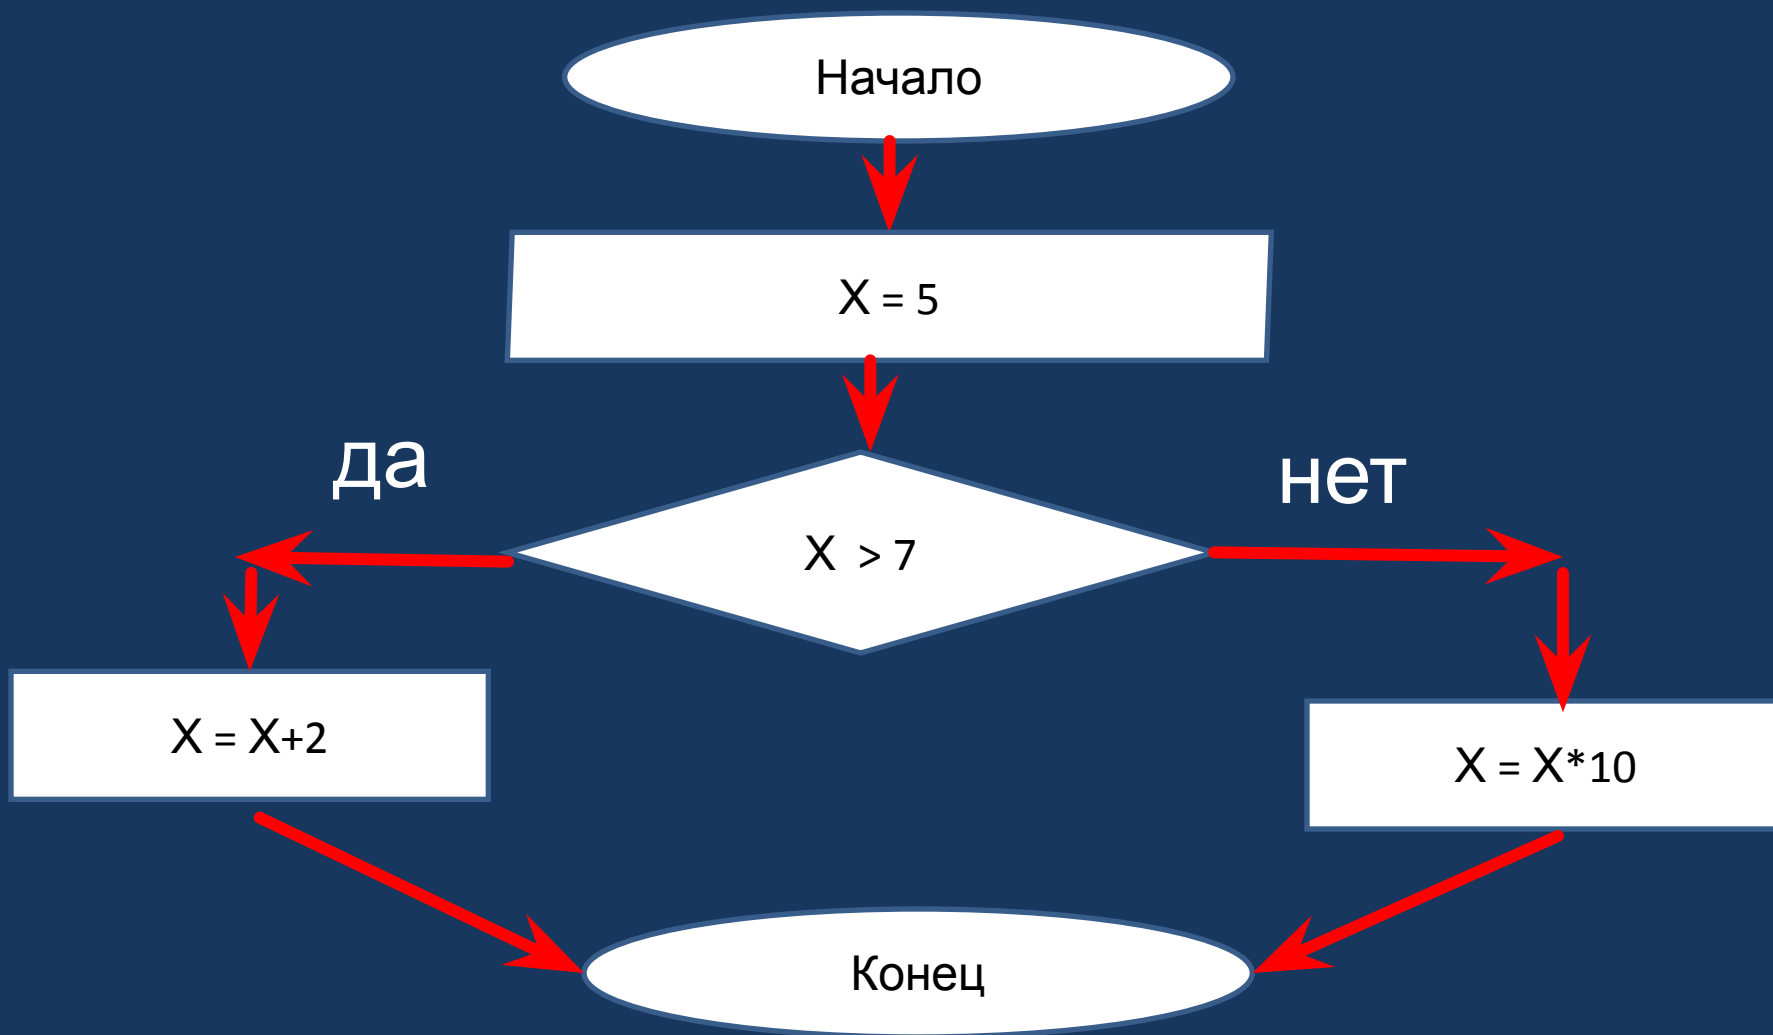 Начало
X = 5
да
нет
X > 7
X = X+2
X = X*10
Конец